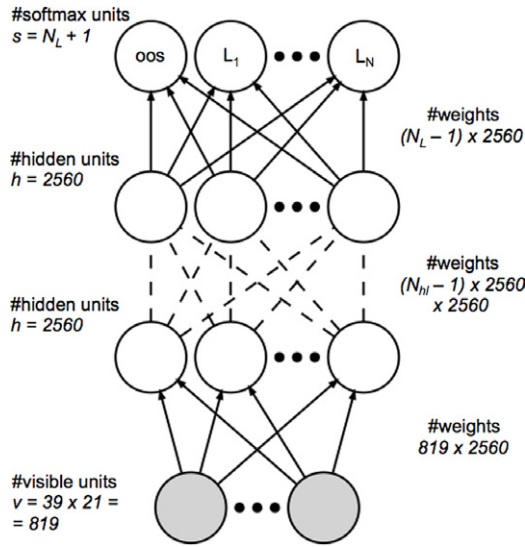 #softmax units
s = N_L + 1
oos L_1 L_N
#weights
(N_L – 1) x 2560
#hidden units
h = 2560
#weights
(N_hl – 1) x 2560
x 2560
#hidden units
h = 2560
#weights
819 x 2560
#visible units
v = 39 x 21 =
= 819